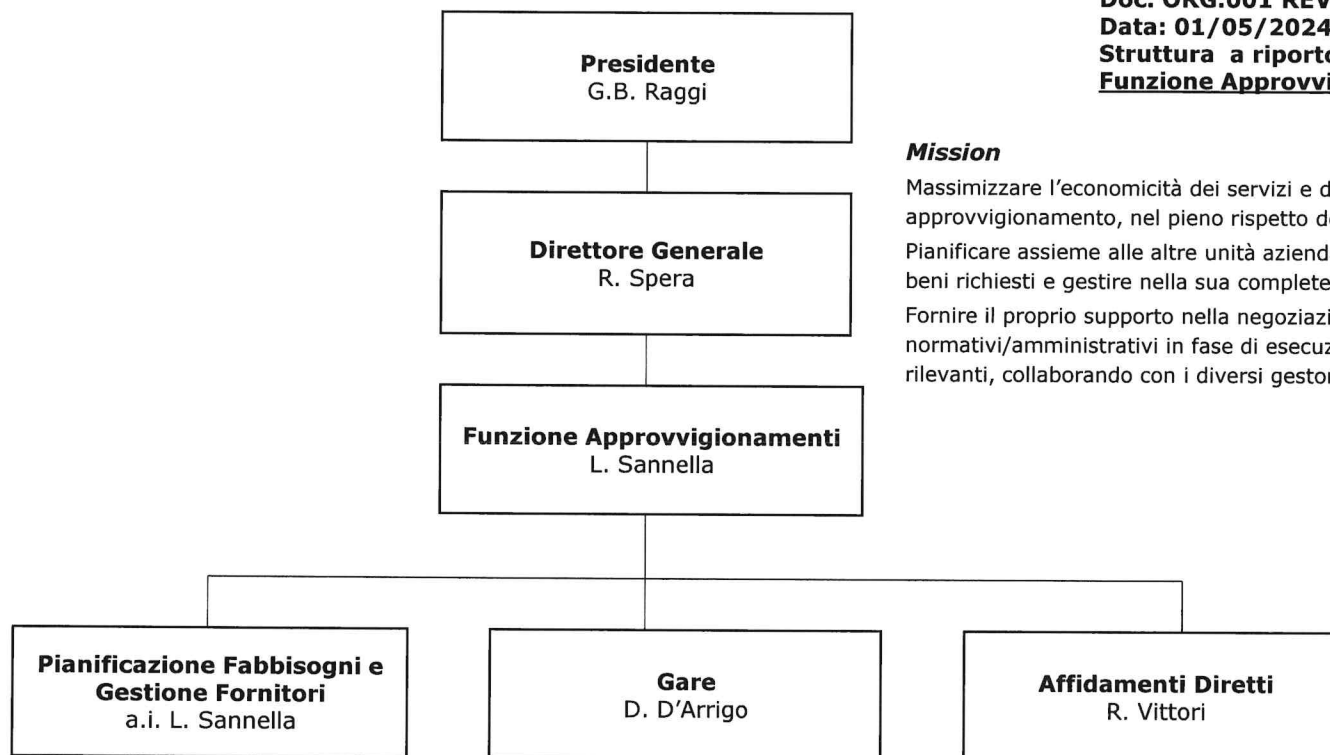 Doc. ORG.001 REV
Data: 01/05/2024
Struttura a riporto
Funzione Approvvi
Presidente
G.B. Raggi
Mission
Massimizzare l'economicità dei servizi e d
approvvigionamento, nel pieno rispetto de
Pianificare assieme alle altre unità aziend
beni richiesti e gestire nella sua complete
Fornire il proprio supporto nella negoziazi
normativi/amministrativi in fase di esecuz
rilevanti, collaborando con i diversi gestor
Direttore Generale
R. Spera
Funzione Approvvigionamenti
L. Sannella
Pianificazione Fabbisogni e
Gestione Fornitori
a.i. L. Sannella
Gare
D. D'Arrigo
Affidamenti Diretti
R. Vittori